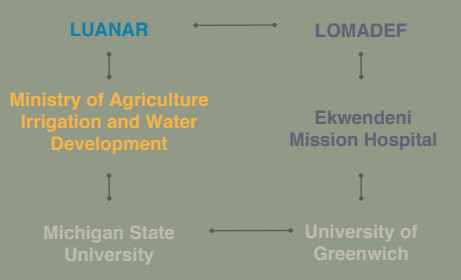 LUANAR
LOMADEF
Ministry of Agriculture
Irrigation and Water
Development
Ekwendeni
Mission Hospital
Michigan State
University
University of
Greenwich